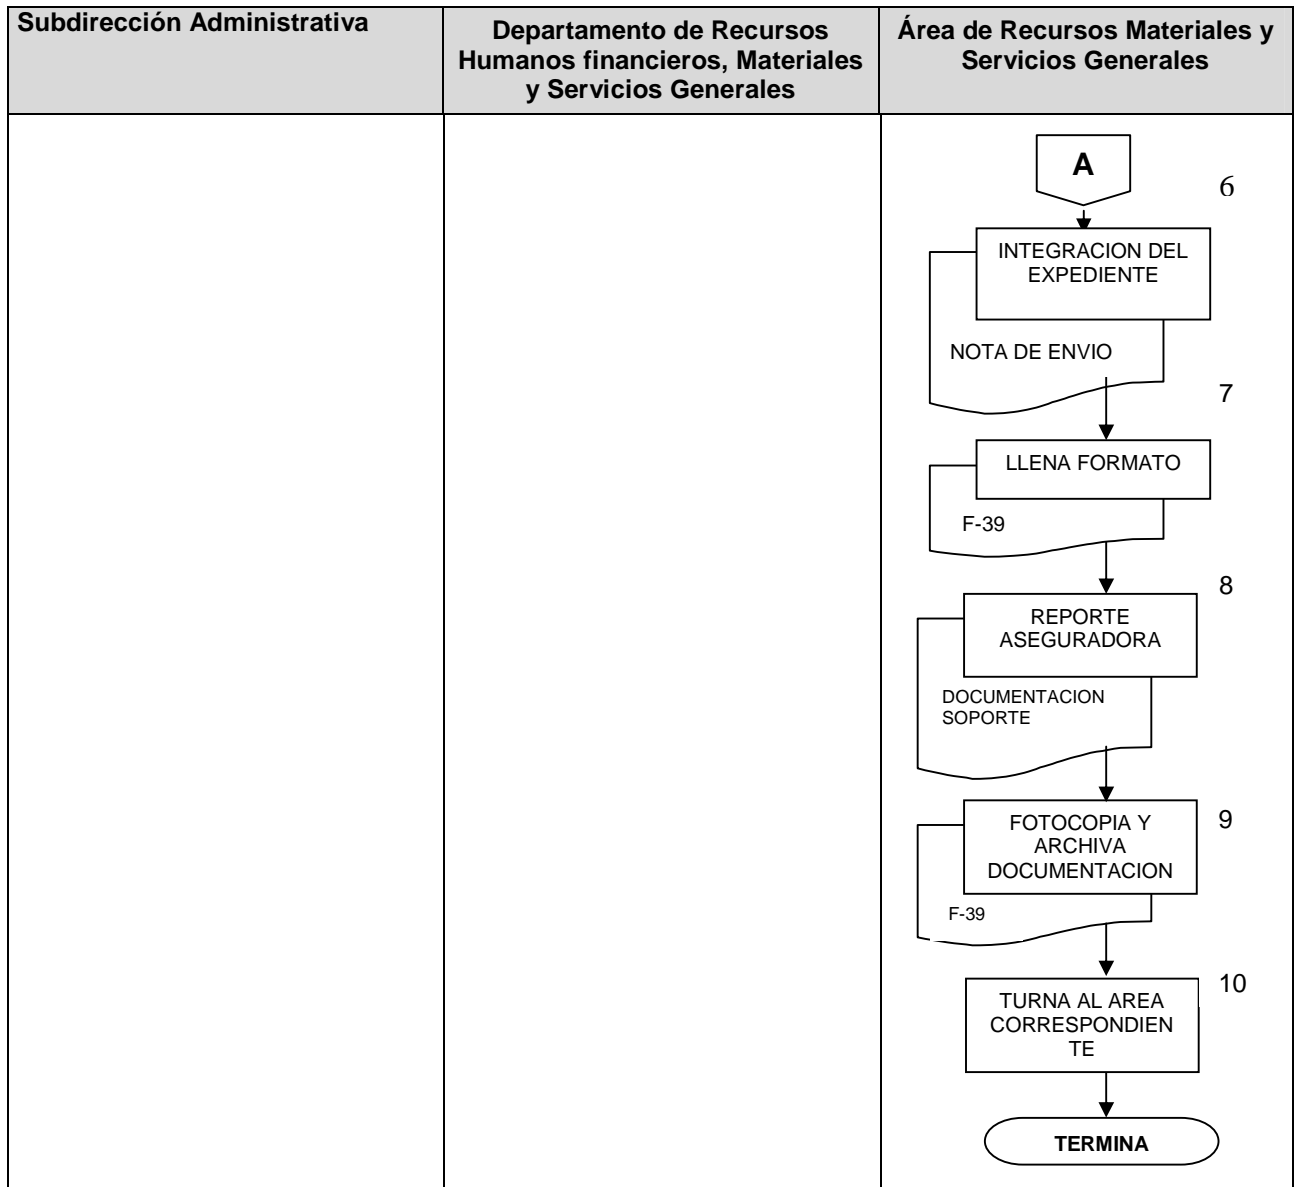 Subdirección Administrativa
Departamento de Recursos
Humanos financieros, Materiales
y Servicios Generales
Área de Recursos Materiales y
Servicios Generales
A
6
INTEGRACION DEL
EXPEDIENTE
NOTA DE ENVIO
7
LLENA FORMATO
F-39
8
REPORTE
ASEGURADORA
DOCUMENTACION
SOPORTE
9
FOTOCOPIA Y
ARCHIVA
DOCUMENTACION
F-39
10
TURNA AL AREA
CORRESPONDIEN
TE
TERMINA